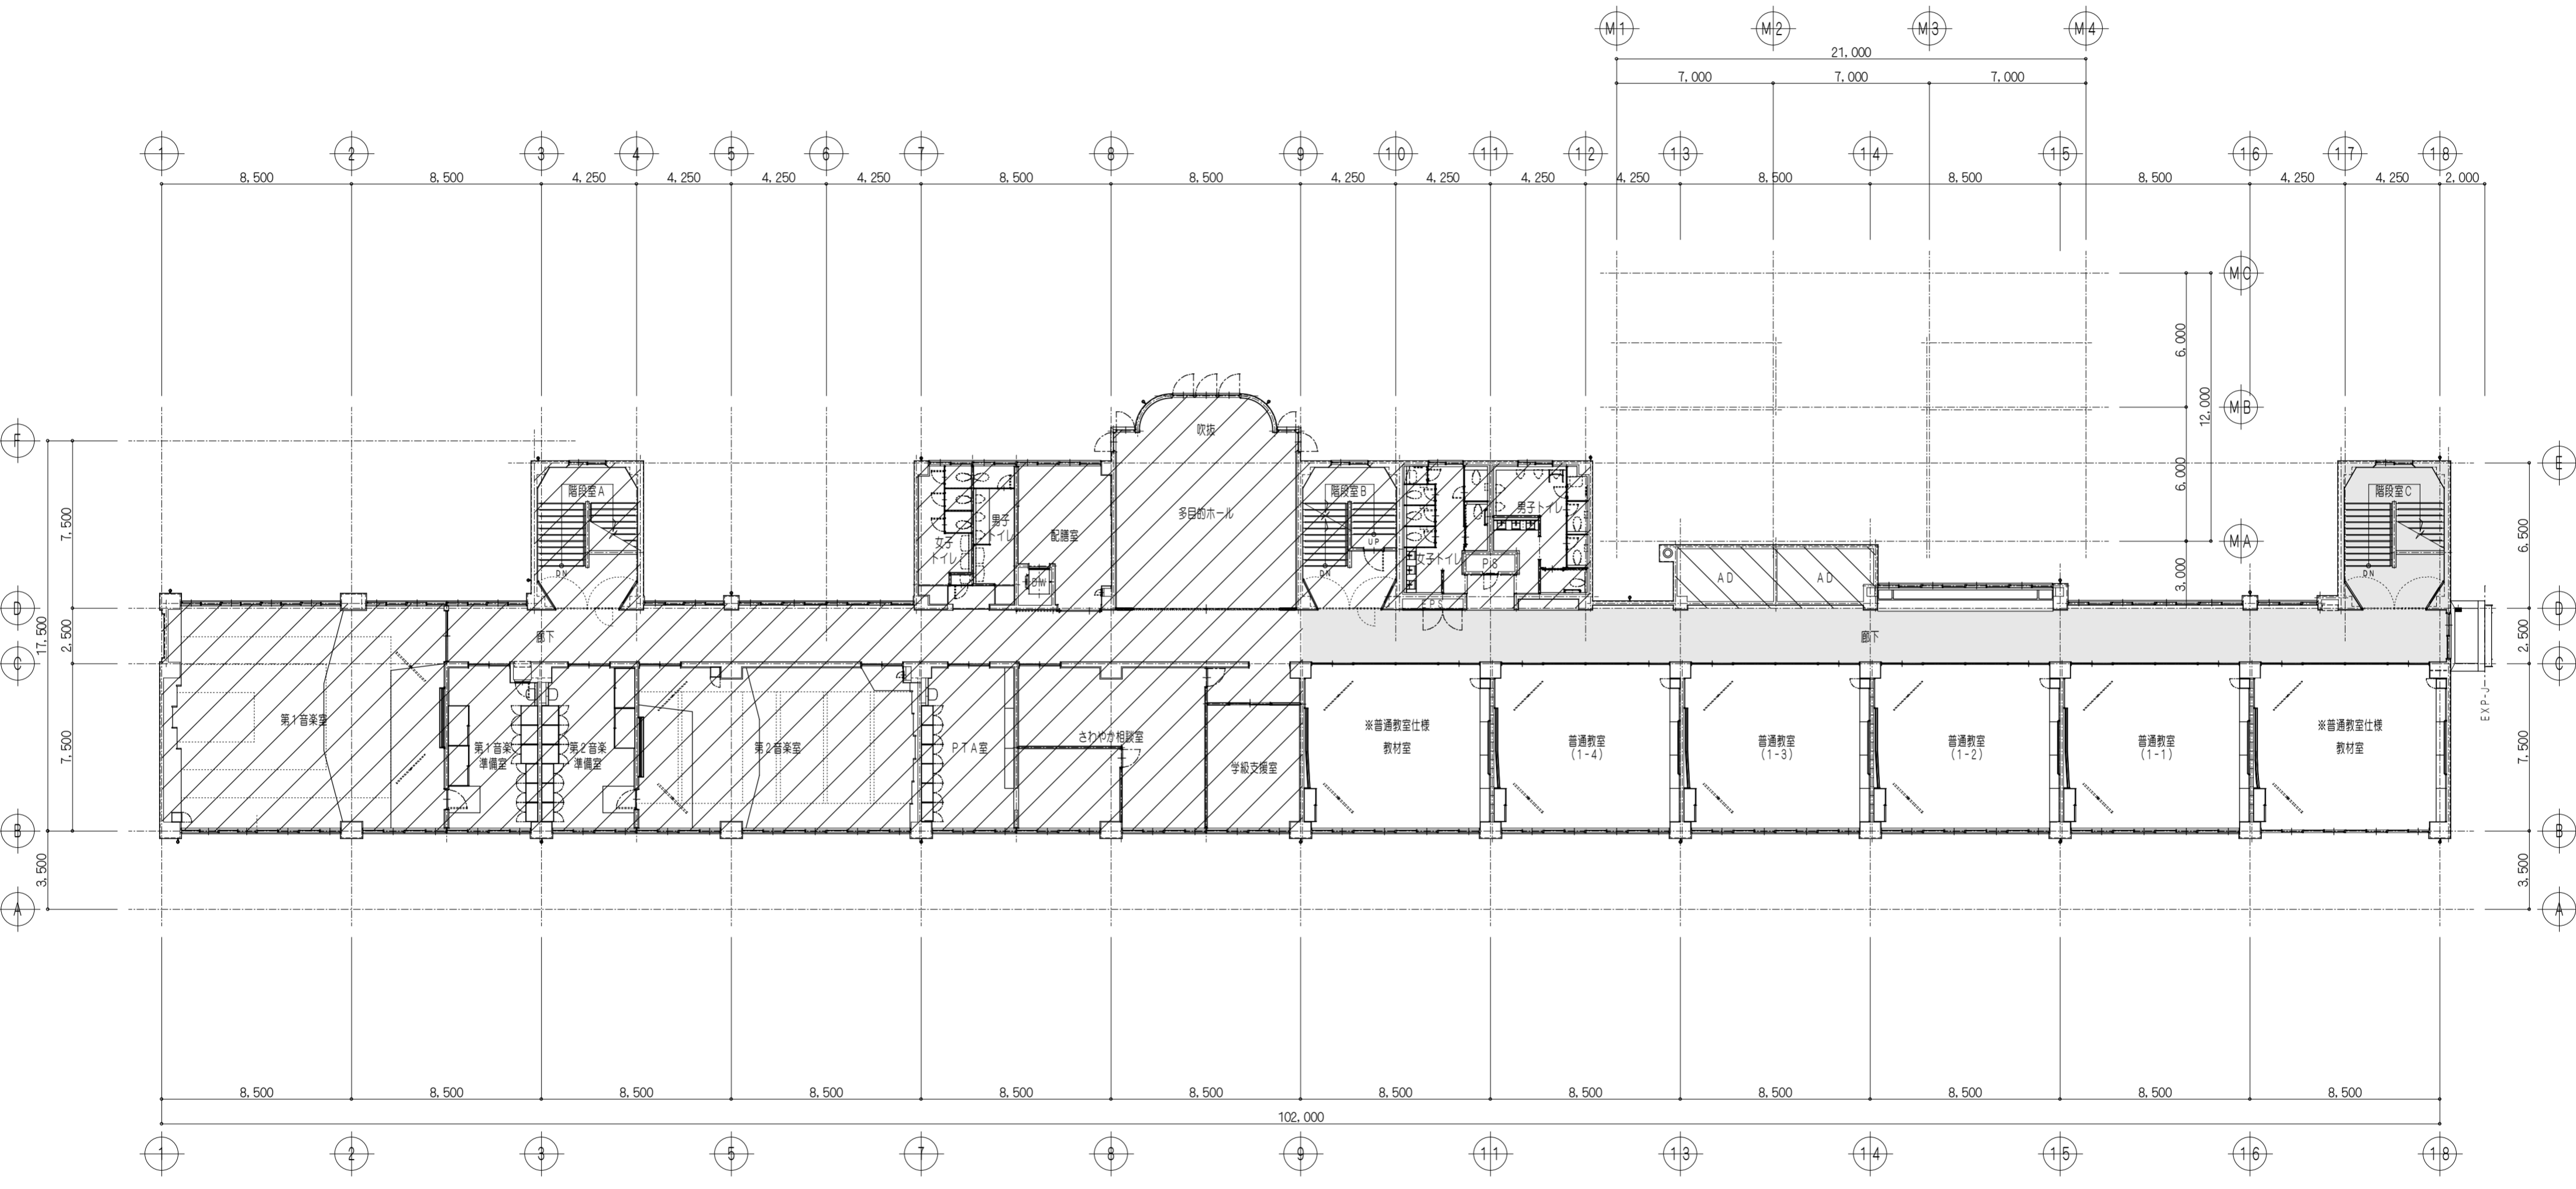 M1 M2 M3 M4
21,000
7,000 7,000 7,000
1 2 3 4 5 6 7 8 9 10 11 12 13 14 15 16 17 18
8,500 8,500 4,250 4,250 4,250 4,250 8,500 8,500 4,250 4,250 4,250 4,250 8,500 8,500 8,500 4,250 4,250 2,000
MC
6,000
12,000
MB
6,000
MA
3,000
F
E
7,500
6,500
吹抜
階段室A
DN
女子
トイレ
男子
トイレ
配膳室
DW
多目的ホール
階段室B
UP
DN
女子トイレ
PS
EPS
男子トイレ
AD
AD
階段室C
DN
D
D
17,500
2,500
2,500
廊下
廊下
C
C
第1音楽室
第1音楽
準備室
第2音楽
準備室
第2音楽室
PTA室
さわやか相談室
学級支援室
※普通教室仕様
教材室
普通教室
(1-4)
普通教室
(1-3)
普通教室
(1-2)
普通教室
(1-1)
※普通教室仕様
教材室
EXP-J
7,500
7,500
B
B
3,500
3,500
A
A
8,500 8,500 8,500 8,500 8,500 8,500 8,500 8,500 8,500 8,500 8,500 8,500
102,000
1 2 3 5 7 8 9 11 13 14 15 16 18